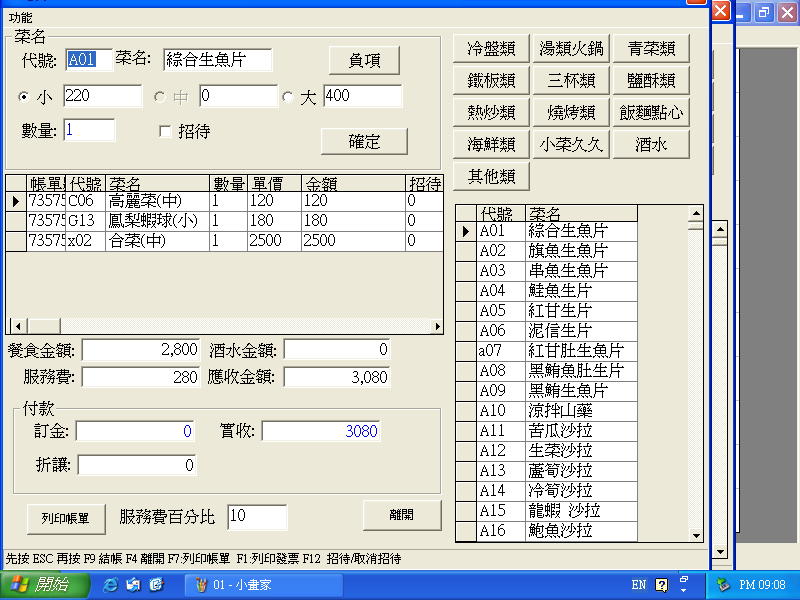 功能
菜名
代號: A01 菜名: 綜合生魚片 負項
小 220 中 0 大 400
數量: 1 招待 確定
冷盤類 湯類火鍋 青菜類
鐵板類 三杯類 鹽酥類
熱炒類 燒烤類 飯麵點心
海鮮類 小菜久久 酒水
其他類
帳單 代號 菜名 數量 單價 金額 招待
73575 C06 高麗菜(中) 1 120 120 0
73575 G13 鳳梨蝦球(小) 1 180 180 0
73575 x02 合菜(中) 1 2500 2500 0
代號 菜名
A01 綜合生魚片
A02 旗魚生魚片
A03 串魚生魚片
A04 鮭魚生片
A05 紅甘生片
A06 泥信生片
a07 紅甘肚生魚片
A08 黑鮪魚肚生片
A09 黑鮪生魚片
A10 涼拌山藥
A11 苦瓜沙拉
A12 生菜沙拉
A13 蘆筍沙拉
A14 冷筍沙拉
A15 龍蝦 沙拉
A16 鮑魚沙拉
餐食金額: 2,800 酒水金額: 0
服務費: 280 應收金額: 3,080
付款
訂金: 0 實收: 3080
折讓: 0
列印帳單 服務費百分比 10 離開
先按 ESC 再按 F9 結帳 F4 離開 F7:列印帳單 F1:列印發票 F12 招待/取消招待
開始 01 - 小畫家 EN PM 09:08